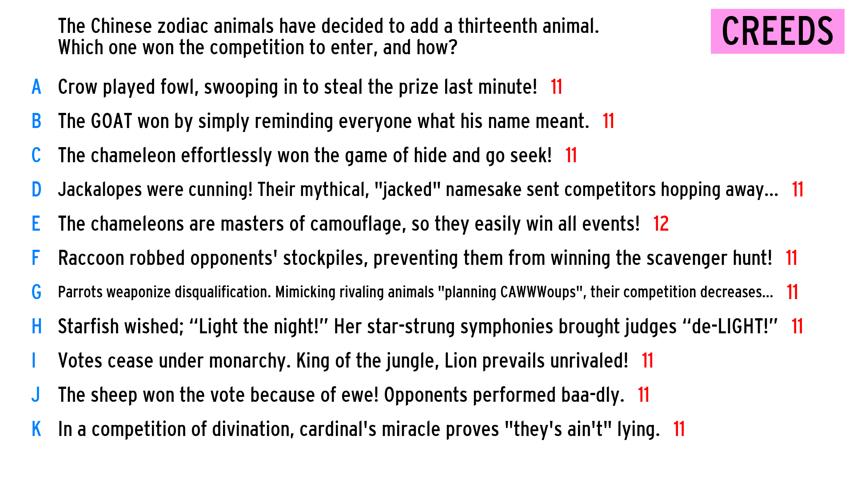 The Chinese zodiac animals have decided to add a thirteenth animal.
Which one won the competition to enter, and how?
CREEDS
A Crow played fowl, swooping in to steal the prize last minute! 11
B The GOAT won by simply reminding everyone what his name meant. 11
C The chameleon effortlessly won the game of hide and go seek! 11
D Jackalopes were cunning! Their mythical, "jacked" namesake sent competitors hopping away... 11
E The chameleons are masters of camouflage, so they easily win all events! 12
F Raccoon robbed opponents' stockpiles, preventing them from winning the scavenger hunt! 11
G Parrots weaponize disqualification. Mimicking rivaling animals "planning CAWWWoups", their competition decreases... 11
H Starfish wished; “Light the night!” Her star-strung symphonies brought judges “de-LIGHT!” 11
I Votes cease under monarchy. King of the jungle, Lion prevails unrivaled! 11
J The sheep won the vote because of ewe! Opponents performed baa-dly. 11
K In a competition of divination, cardinal's miracle proves "they's ain't" lying. 11